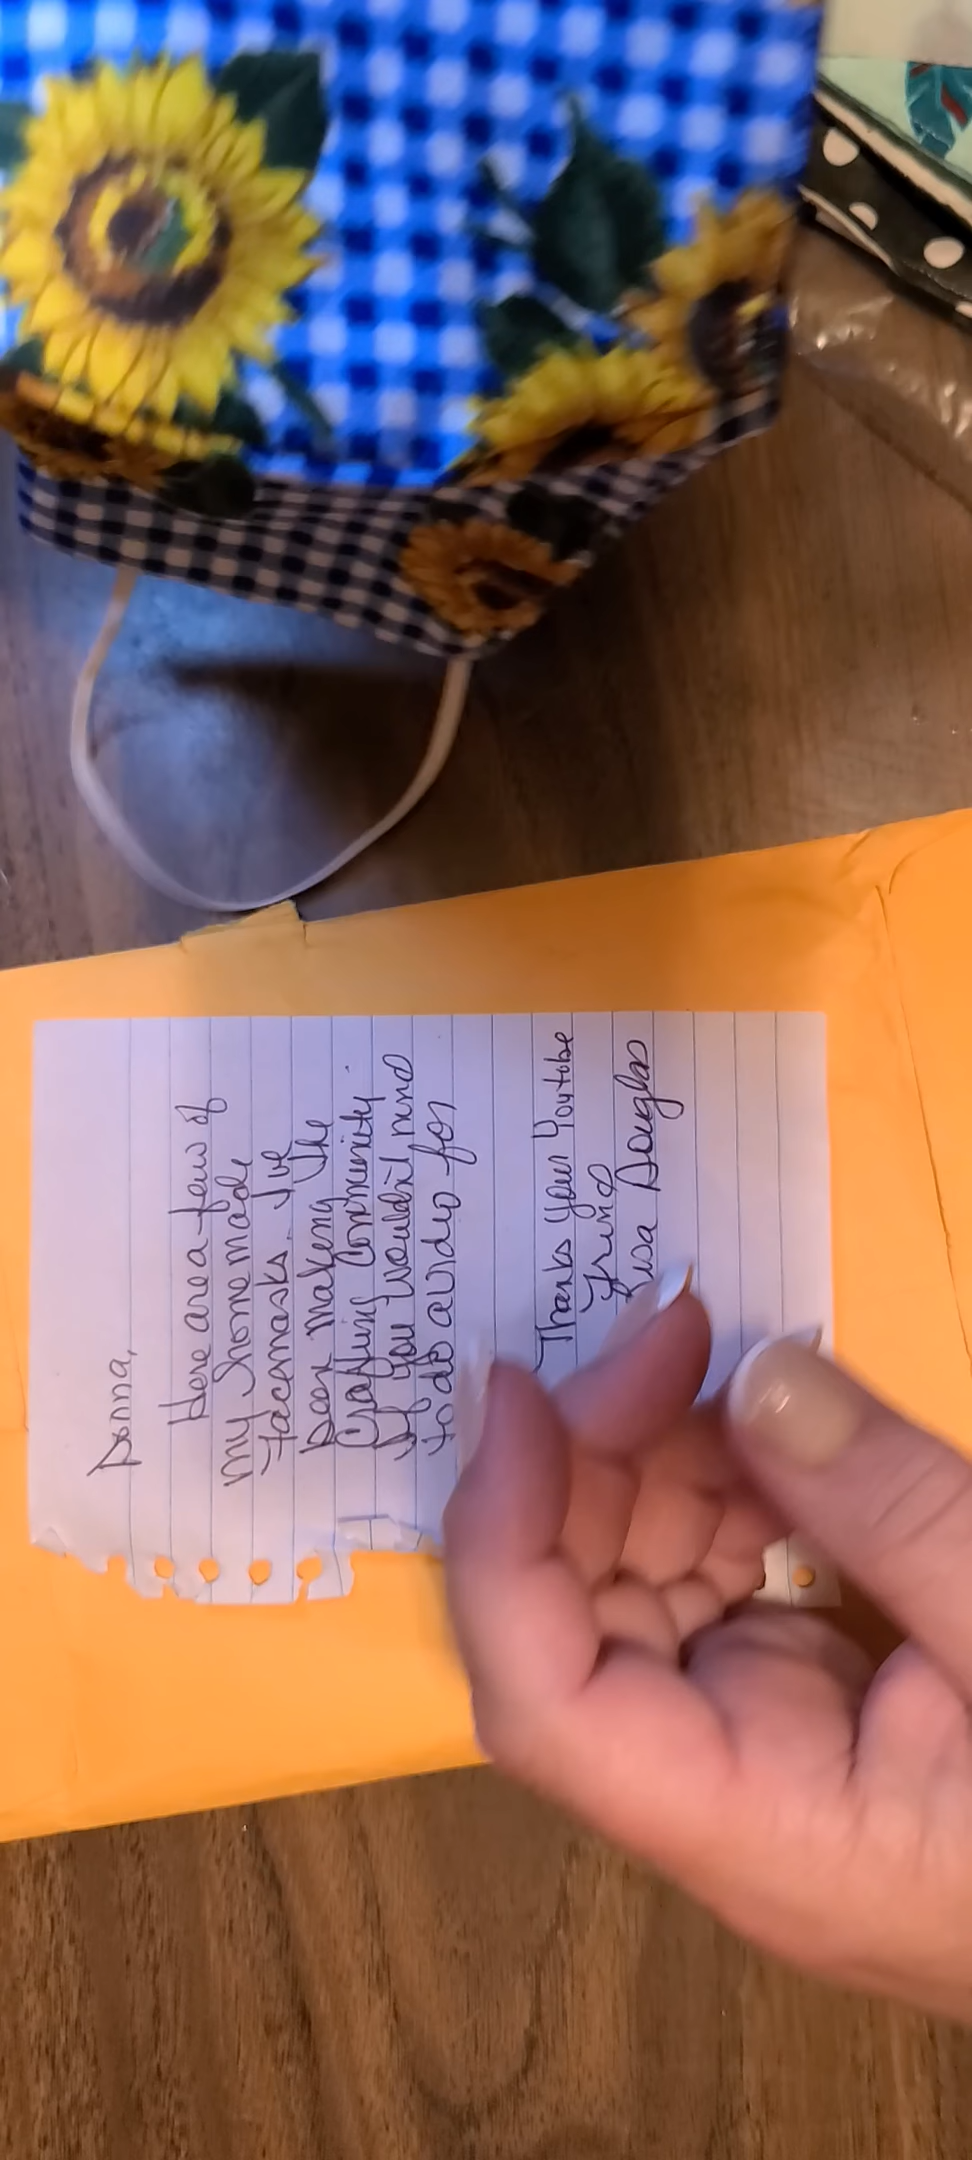 Donna,
Here are a few of
my homemade
facemasks. I've
been making the
Crafting Community
If you wouldn't mind
to do a video for
Thanks your Youtube
Friend
Lisa Douglas